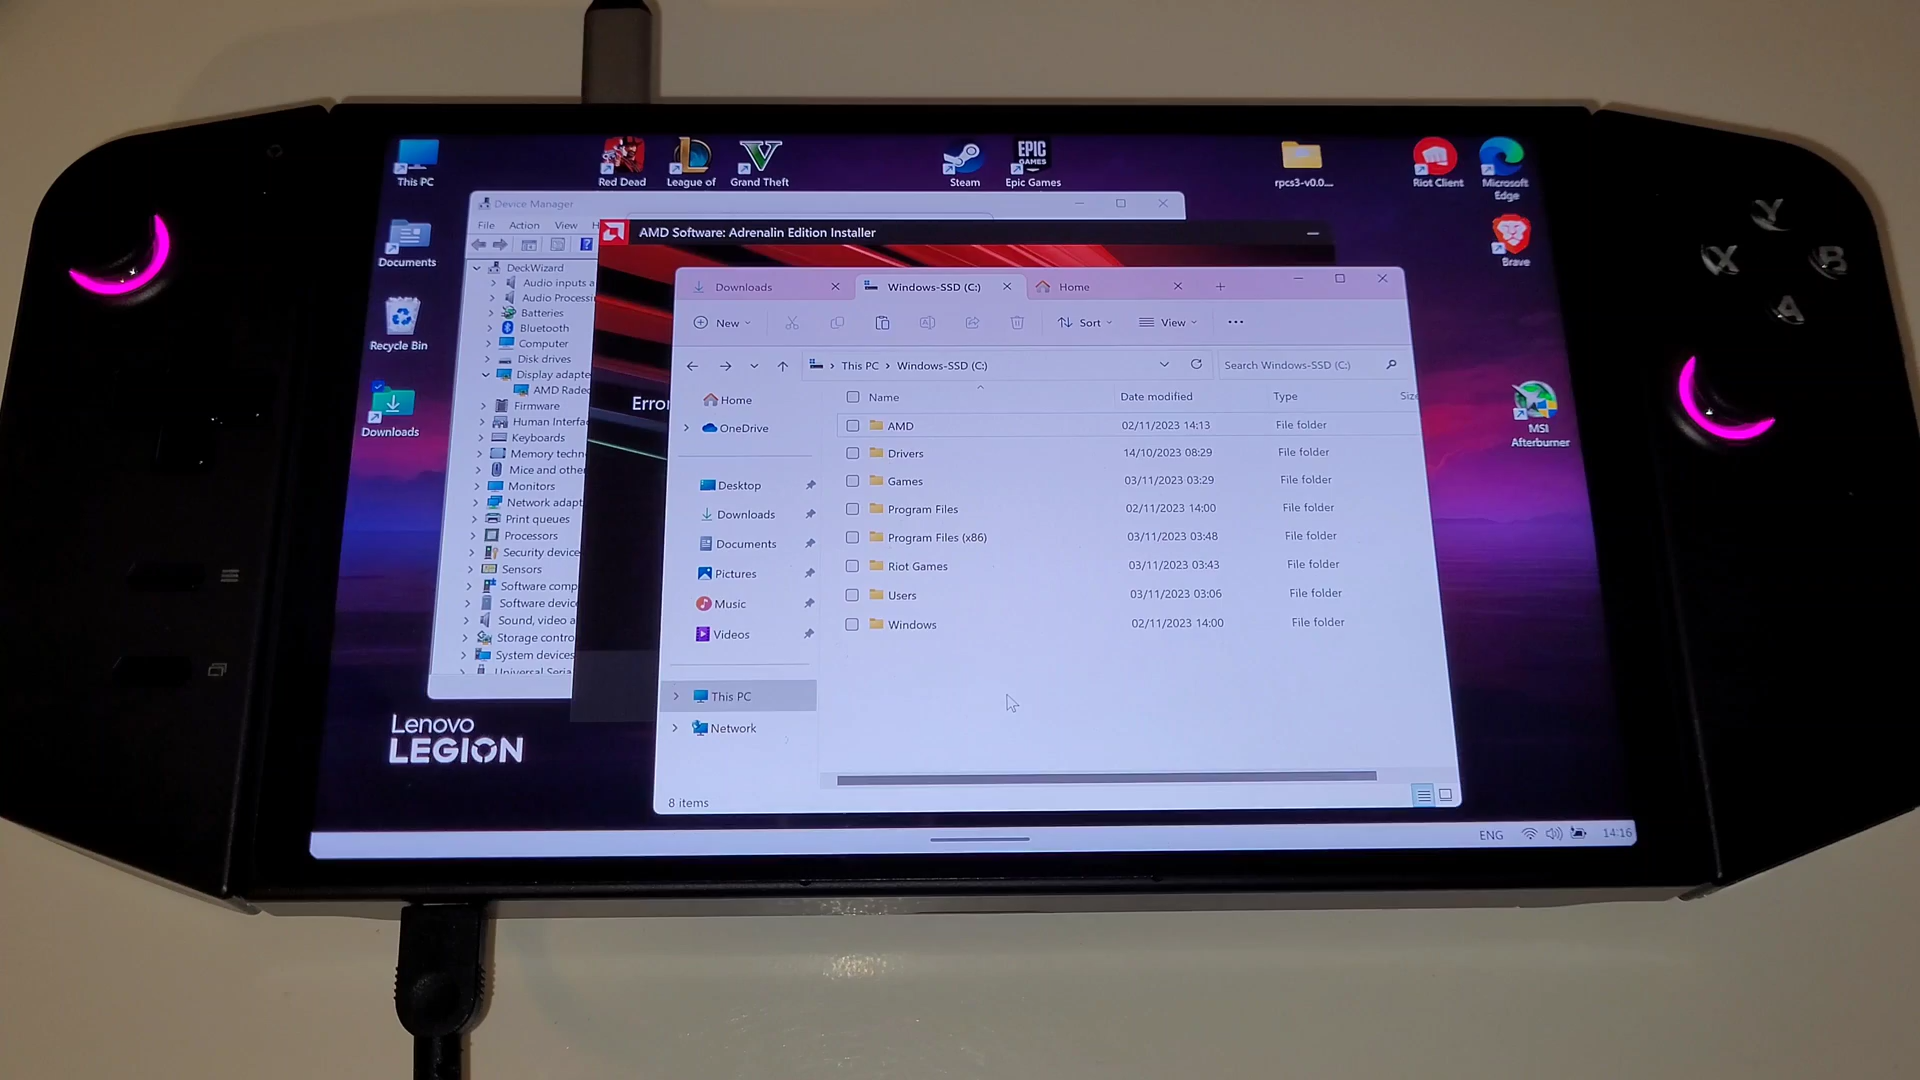 This PC
Red Dead
League of
Grand Theft
Steam
EPIC
GAMES
Epic Games
rpcs3-v0.0....
Riot Client
Microsoft
Edge
Documents
Recycle Bin
Downloads
Brave
MSI
Afterburner
Device Manager
File Action View H
DeckWizard
Audio inputs a
Audio Processi
Batteries
Bluetooth
Computer
Disk drives
Display adapte
AMD Radeo
Firmware
Human Interfac
Keyboards
Memory techn
Mice and other
Monitors
Network adapt
Print queues
Processors
Security device
Sensors
Software comp
Software device
Sound, video a
Storage contro
System devices
Universal Seria
AMD Software: Adrenalin Edition Installer
Error
Downloads
Windows-SSD (C:)
Home
New
Sort
View
This PC > Windows-SSD (C:)
Search Windows-SSD (C:)
Home
OneDrive
Desktop
Downloads
Documents
Pictures
Music
Videos
This PC
Network
Name Date modified Type Size
AMD 02/11/2023 14:13 File folder
Drivers 14/10/2023 08:29 File folder
Games 03/11/2023 03:29 File folder
Program Files 02/11/2023 14:00 File folder
Program Files (x86) 03/11/2023 03:48 File folder
Riot Games 03/11/2023 03:43 File folder
Users 03/11/2023 03:06 File folder
Windows 02/11/2023 14:00 File folder
8 items
Lenovo
LEGION
ENG 14:16
Y
X
B
A